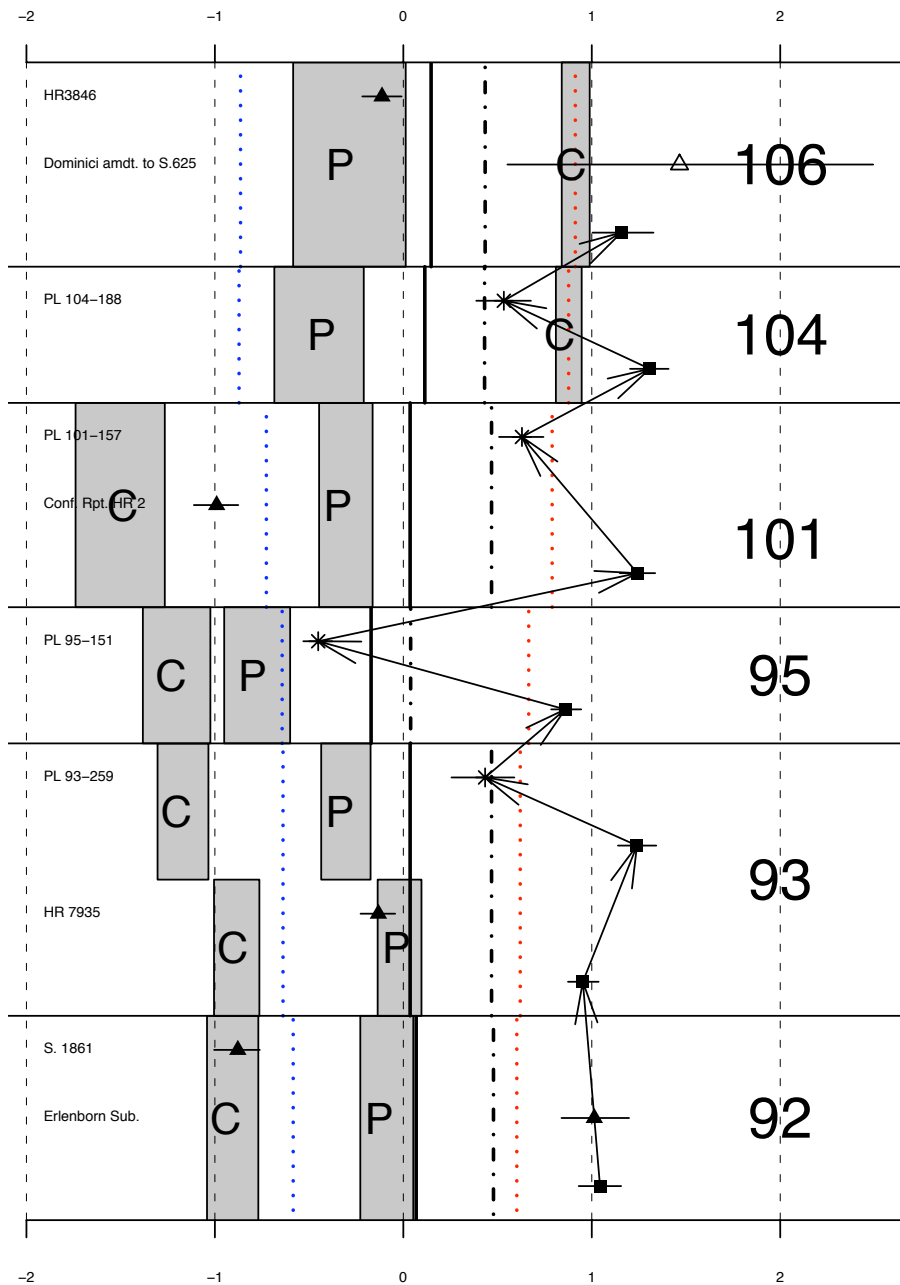 −2 −1 0 1 2
HR3846
P
Dominici amdt. to S.625
C
106
PL 104−188
P
C
104
PL 101−157
Conf. Rpt. HR 2
C
P
101
PL 95−151
C
P
95
PL 93−259
C
P
93
HR 7935
C
P
S. 1861
Erlenborn Sub.
C
P
92
−2 −1 0 1 2